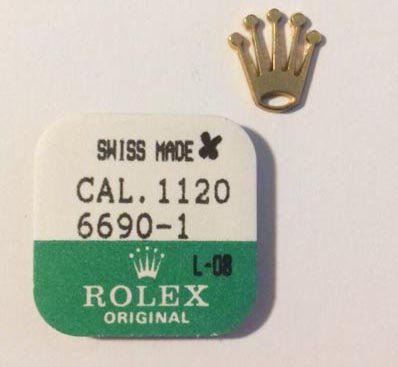 SWISS MADE
CAL. 1120
6690-1
L-08
ROLEX
ORIGINAL